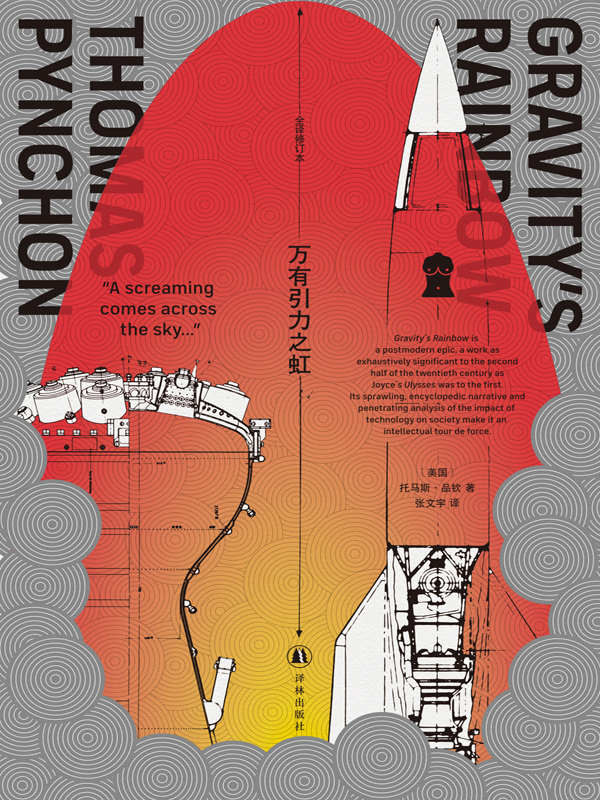 THOMAS
PYNCHON
GRAVITY'S
RAINBOW
全译修订本
万有引力之虹
“A screaming
comes across
the sky...”
Gravity's Rainbow is
a postmodern epic, a work as
exhaustively significant to the second
half of the twentieth century as
Joyce's Ulysses was to the first.
Its sprawling, encyclopedic narrative and
penetrating analysis of the impact of
technology on society make it an
intellectual tour de force.
〔美国〕
托马斯·品钦 著
张文宇 译
译林出版社